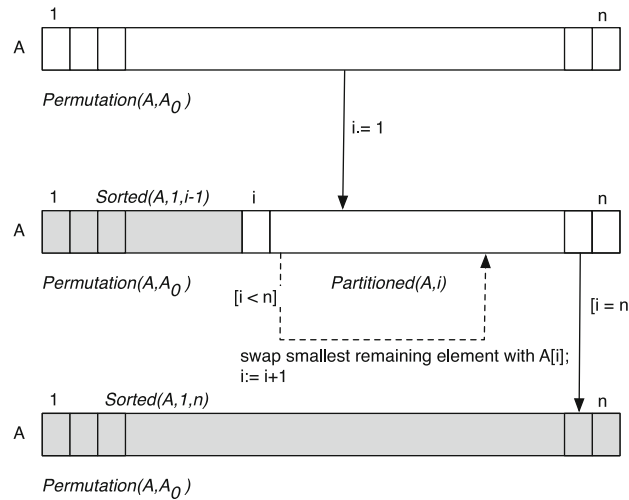 1 n
A
Permutation(A,A0 )
i.= 1
1 Sorted(A,1,i-1) i n
A
Permutation(A,A0 ) [i < n] Partitioned(A,i) [i = n
swap smallest remaining element with A[i];
i:= i+1
1 Sorted(A,1,n) n
A
Permutation(A,A0 )